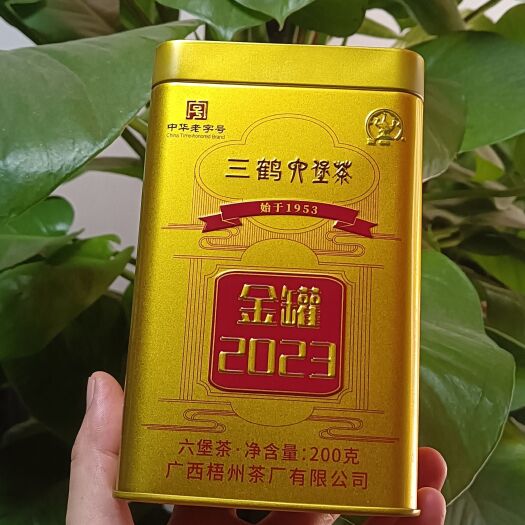 中华老字号
China Time-honored Brand
三鹤六堡茶
始于1953
金罐
2023
六堡茶·净含量:200克
广西梧州茶厂有限公司